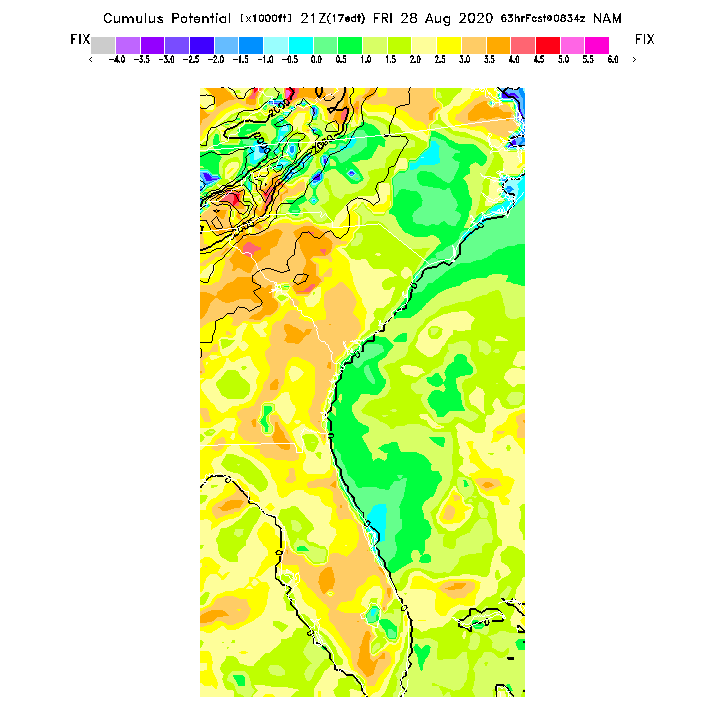 Cumulus Potential [x1000ft] 21Z(17edt) FRI 28 Aug 2020 63hrFcst@0834z NAM
FIX FIX
< -4.0 -3.5 -3.0 -2.5 -2.0 -1.5 -1.0 -0.5 0.0 0.5 1.0 1.5 2.0 2.5 3.0 3.5 4.0 4.5 5.0 5.5 6.0 >